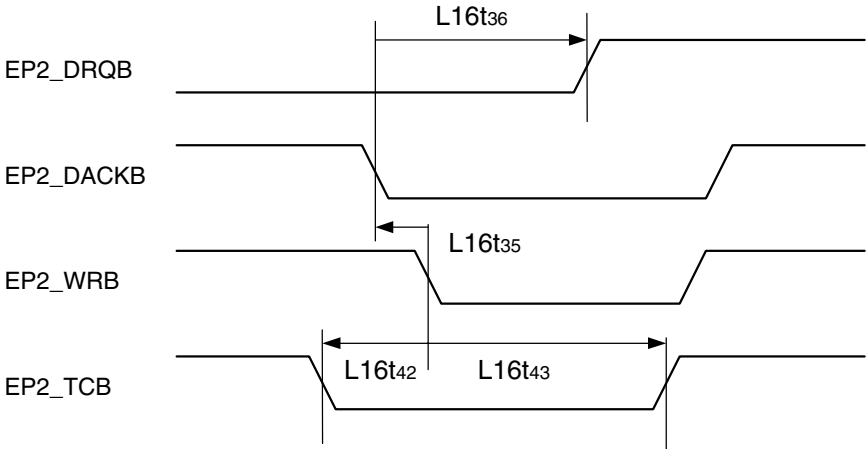 L16t36
EP2_DRQB
EP2_DACKB
L16t35
EP2_WRB
L16t42 L16t43
EP2_TCB